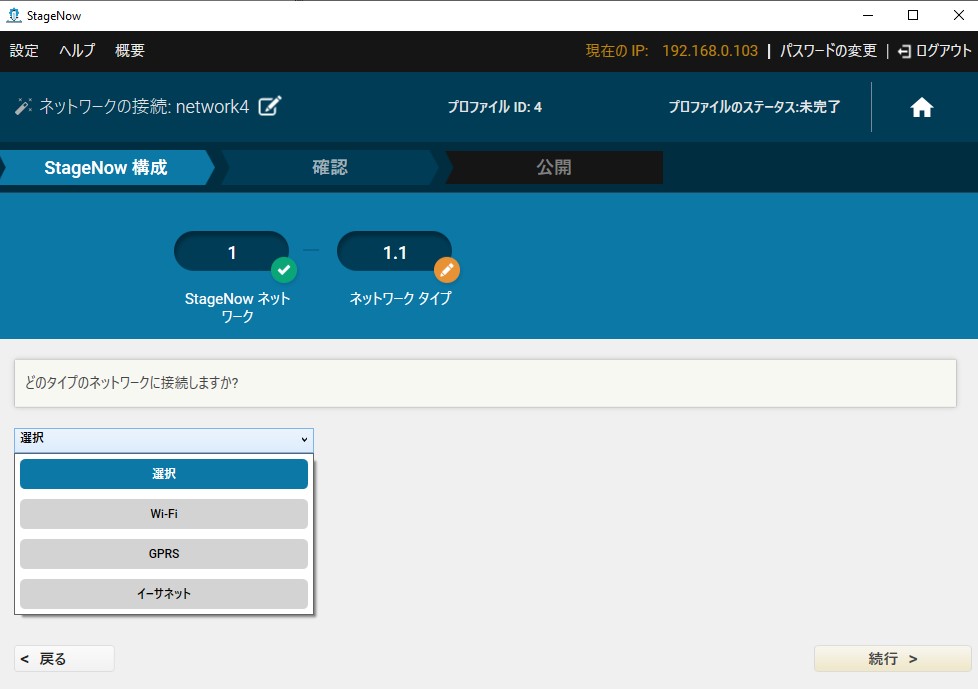 StageNow
設定 ヘルプ 概要 現在の IP: 192.168.0.103 | パスワードの変更 | ログアウト
ネットワークの接続: network4 プロファイル ID: 4 プロファイルのステータス:未完了
StageNow 構成 確認 公開
1 1.1
StageNow ネット
ワーク
ネットワーク タイプ
どのタイプのネットワークに接続しますか?
選択
選択
Wi-Fi
GPRS
イーサネット
< 戻る 続行 >